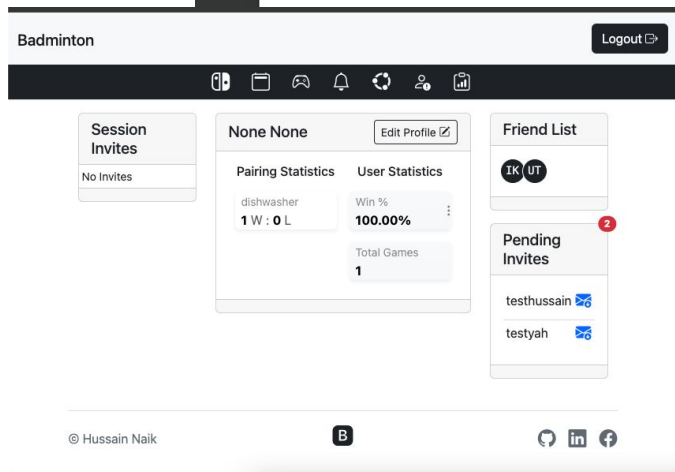 Badminton
Logout
Session
Invites
No Invites
None None
Edit Profile
Pairing Statistics
User Statistics
dishwasher
1 W : 0 L
Win %
100.00%
Total Games
1
Friend List
IK
UT
2
Pending
Invites
testhussain
testyah
© Hussain Naik
B
in